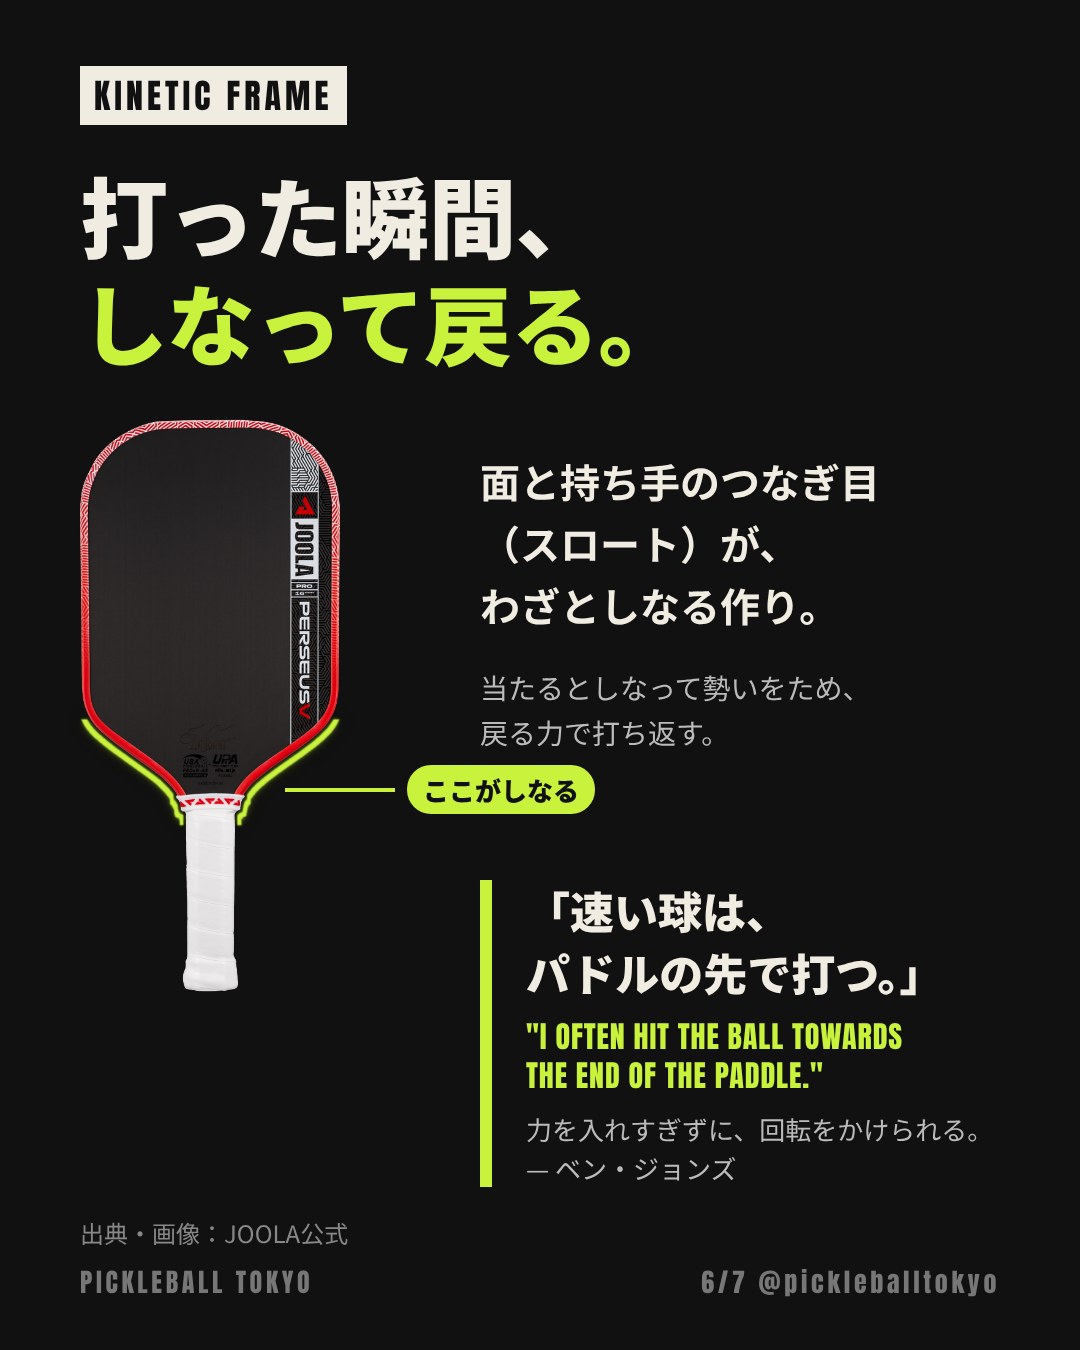 KINETIC FRAME
打った瞬間、
しなって戻る。
JOOLA
PRO
16
PERSEUS V
UPA
面と持ち手のつなぎ目
（スロート）が、
わざとしなる作り。
当たるとしなって勢いをため、
戻る力で打ち返す。
ここがしなる
「速い球は、
パドルの先で打つ。」
"I OFTEN HIT THE BALL TOWARDS
THE END OF THE PADDLE."
力を入れすぎずに、回転をかけられる。
— ベン・ジョンズ
出典・画像：JOOLA公式
PICKLEBALL TOKYO
6/7 @pickleballtokyo